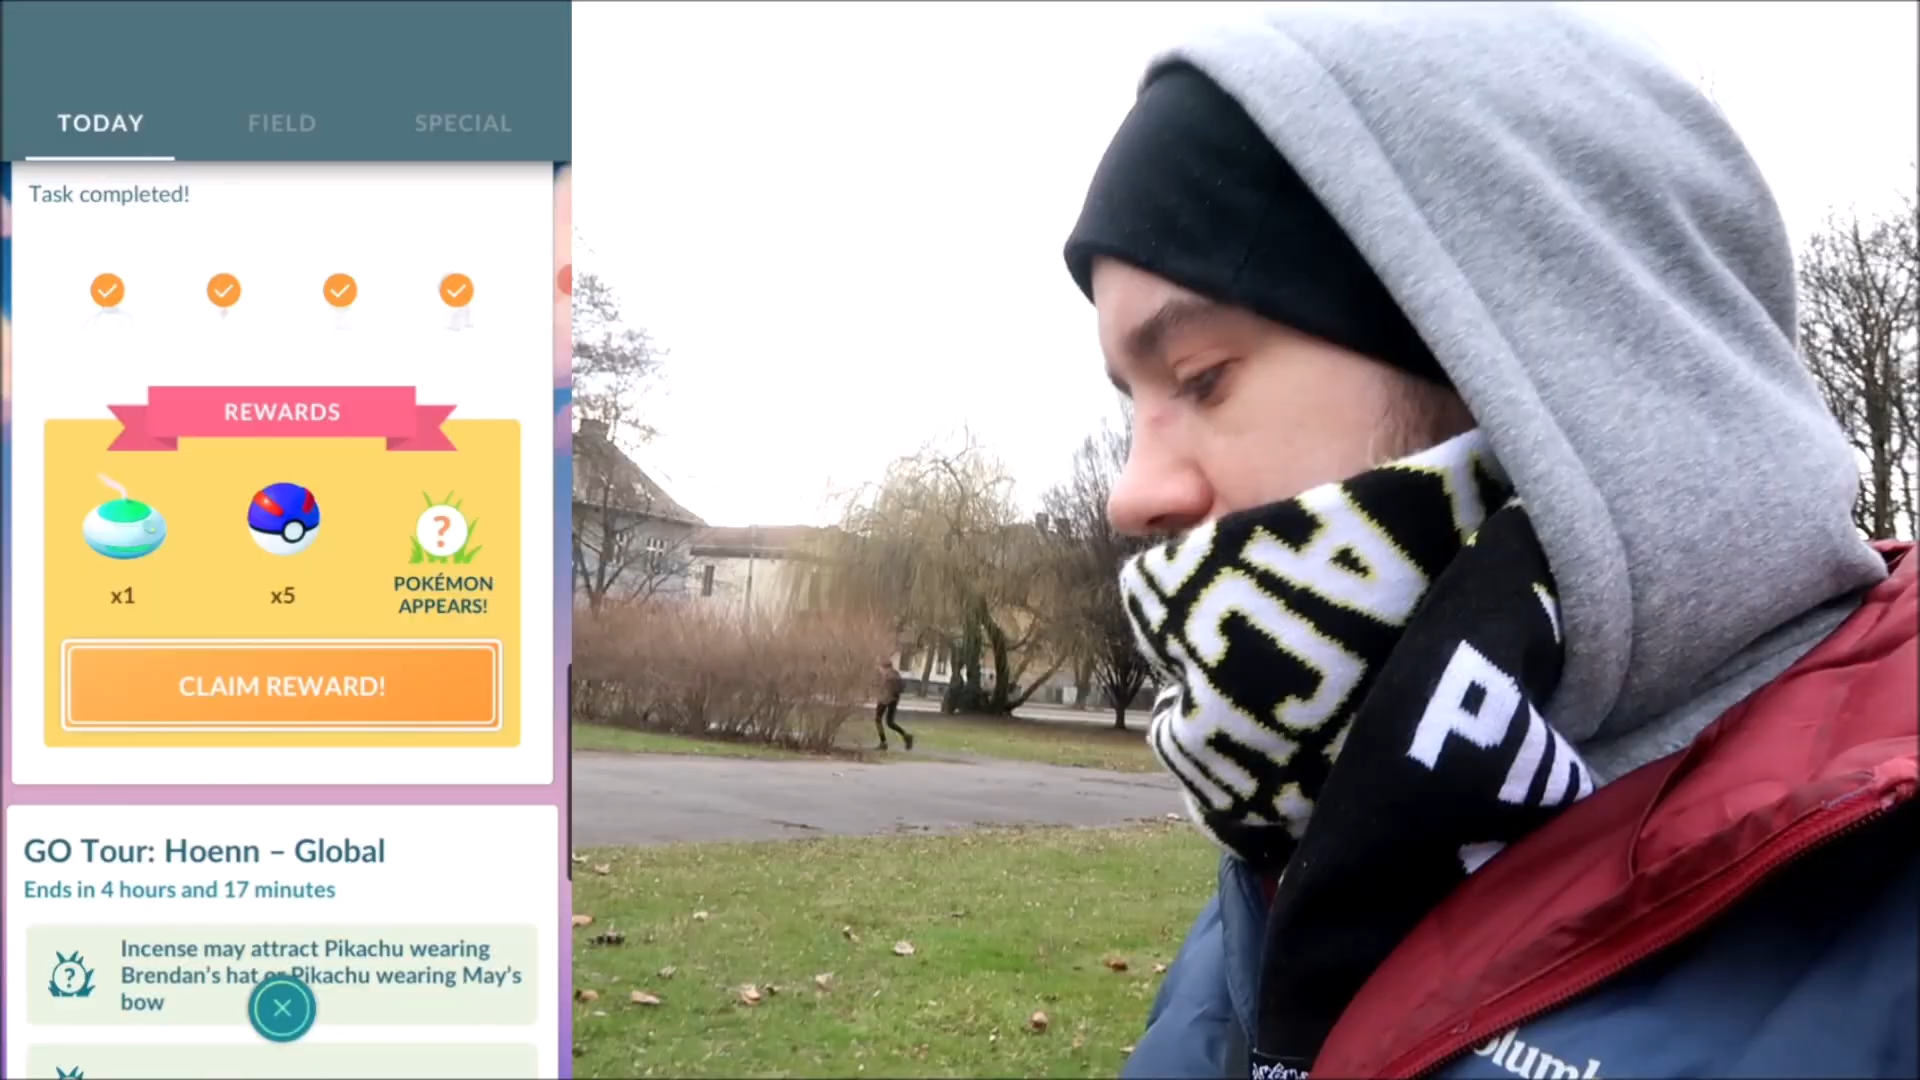 TODAY
FIELD
SPECIAL
Task completed!
REWARDS
?
x1
x5
POKÉMON
APPEARS!
CLAIM REWARD!
GO Tour: Hoenn – Global
Ends in 4 hours and 17 minutes
?
Incense may attract Pikachu wearing
Brendan's hat or Pikachu wearing May's
bow